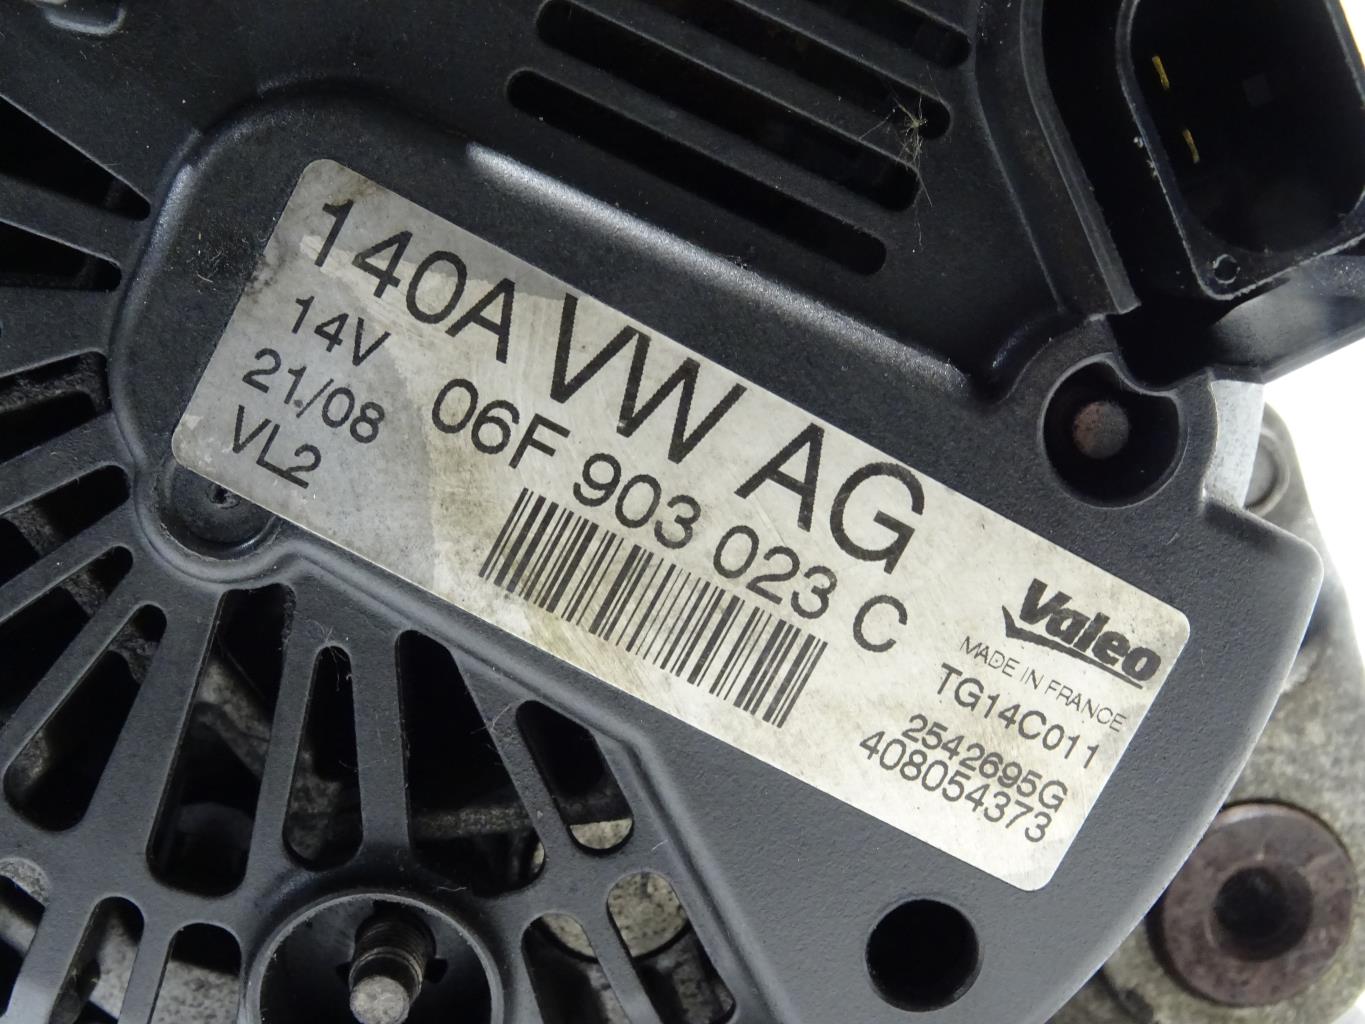 140A VW AG
14V 06F 903 023 C
21./08
VL2
Valeo
MADE IN FRANCE
TG14C011
2542695G
408054373